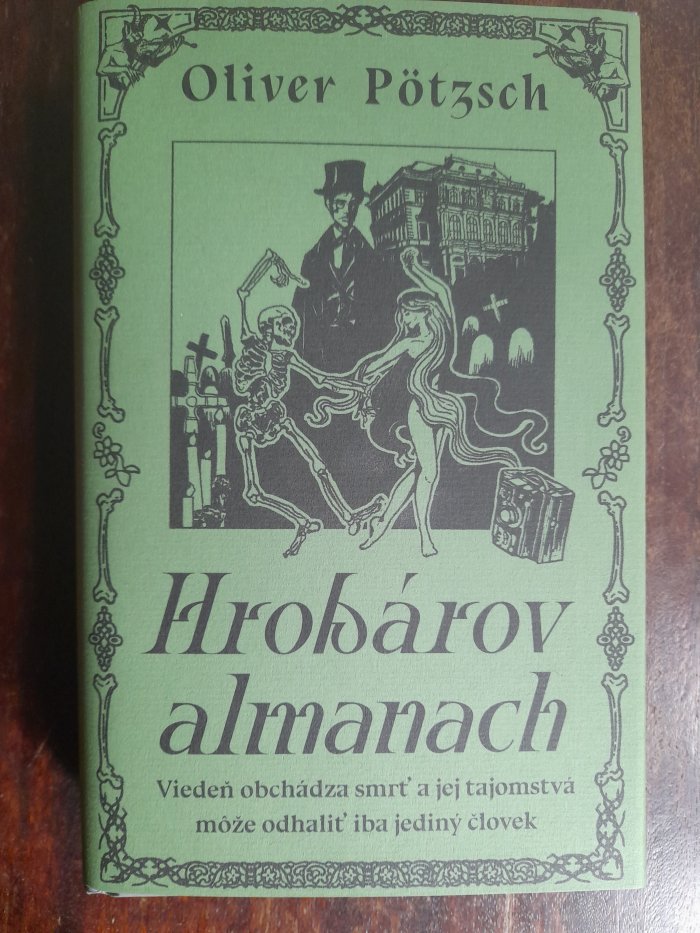 Oliver Pötzsch
Hrobárov
almanach
Viedeň obchádza smrť a jej tajomstvá
môže odhaliť iba jediný človek